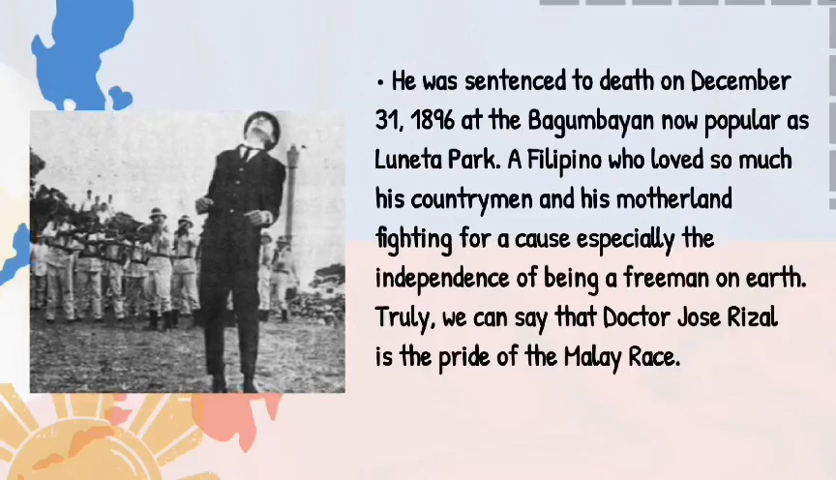 • He was sentenced to death on December
31, 1896 at the Bagumbayan now popular as
Luneta Park. A Filipino who loved so much
his countrymen and his motherland
fighting for a cause especially the
independence of being a freeman on earth.
Truly, we can say that Doctor Jose Rizal
is the pride of the Malay Race.